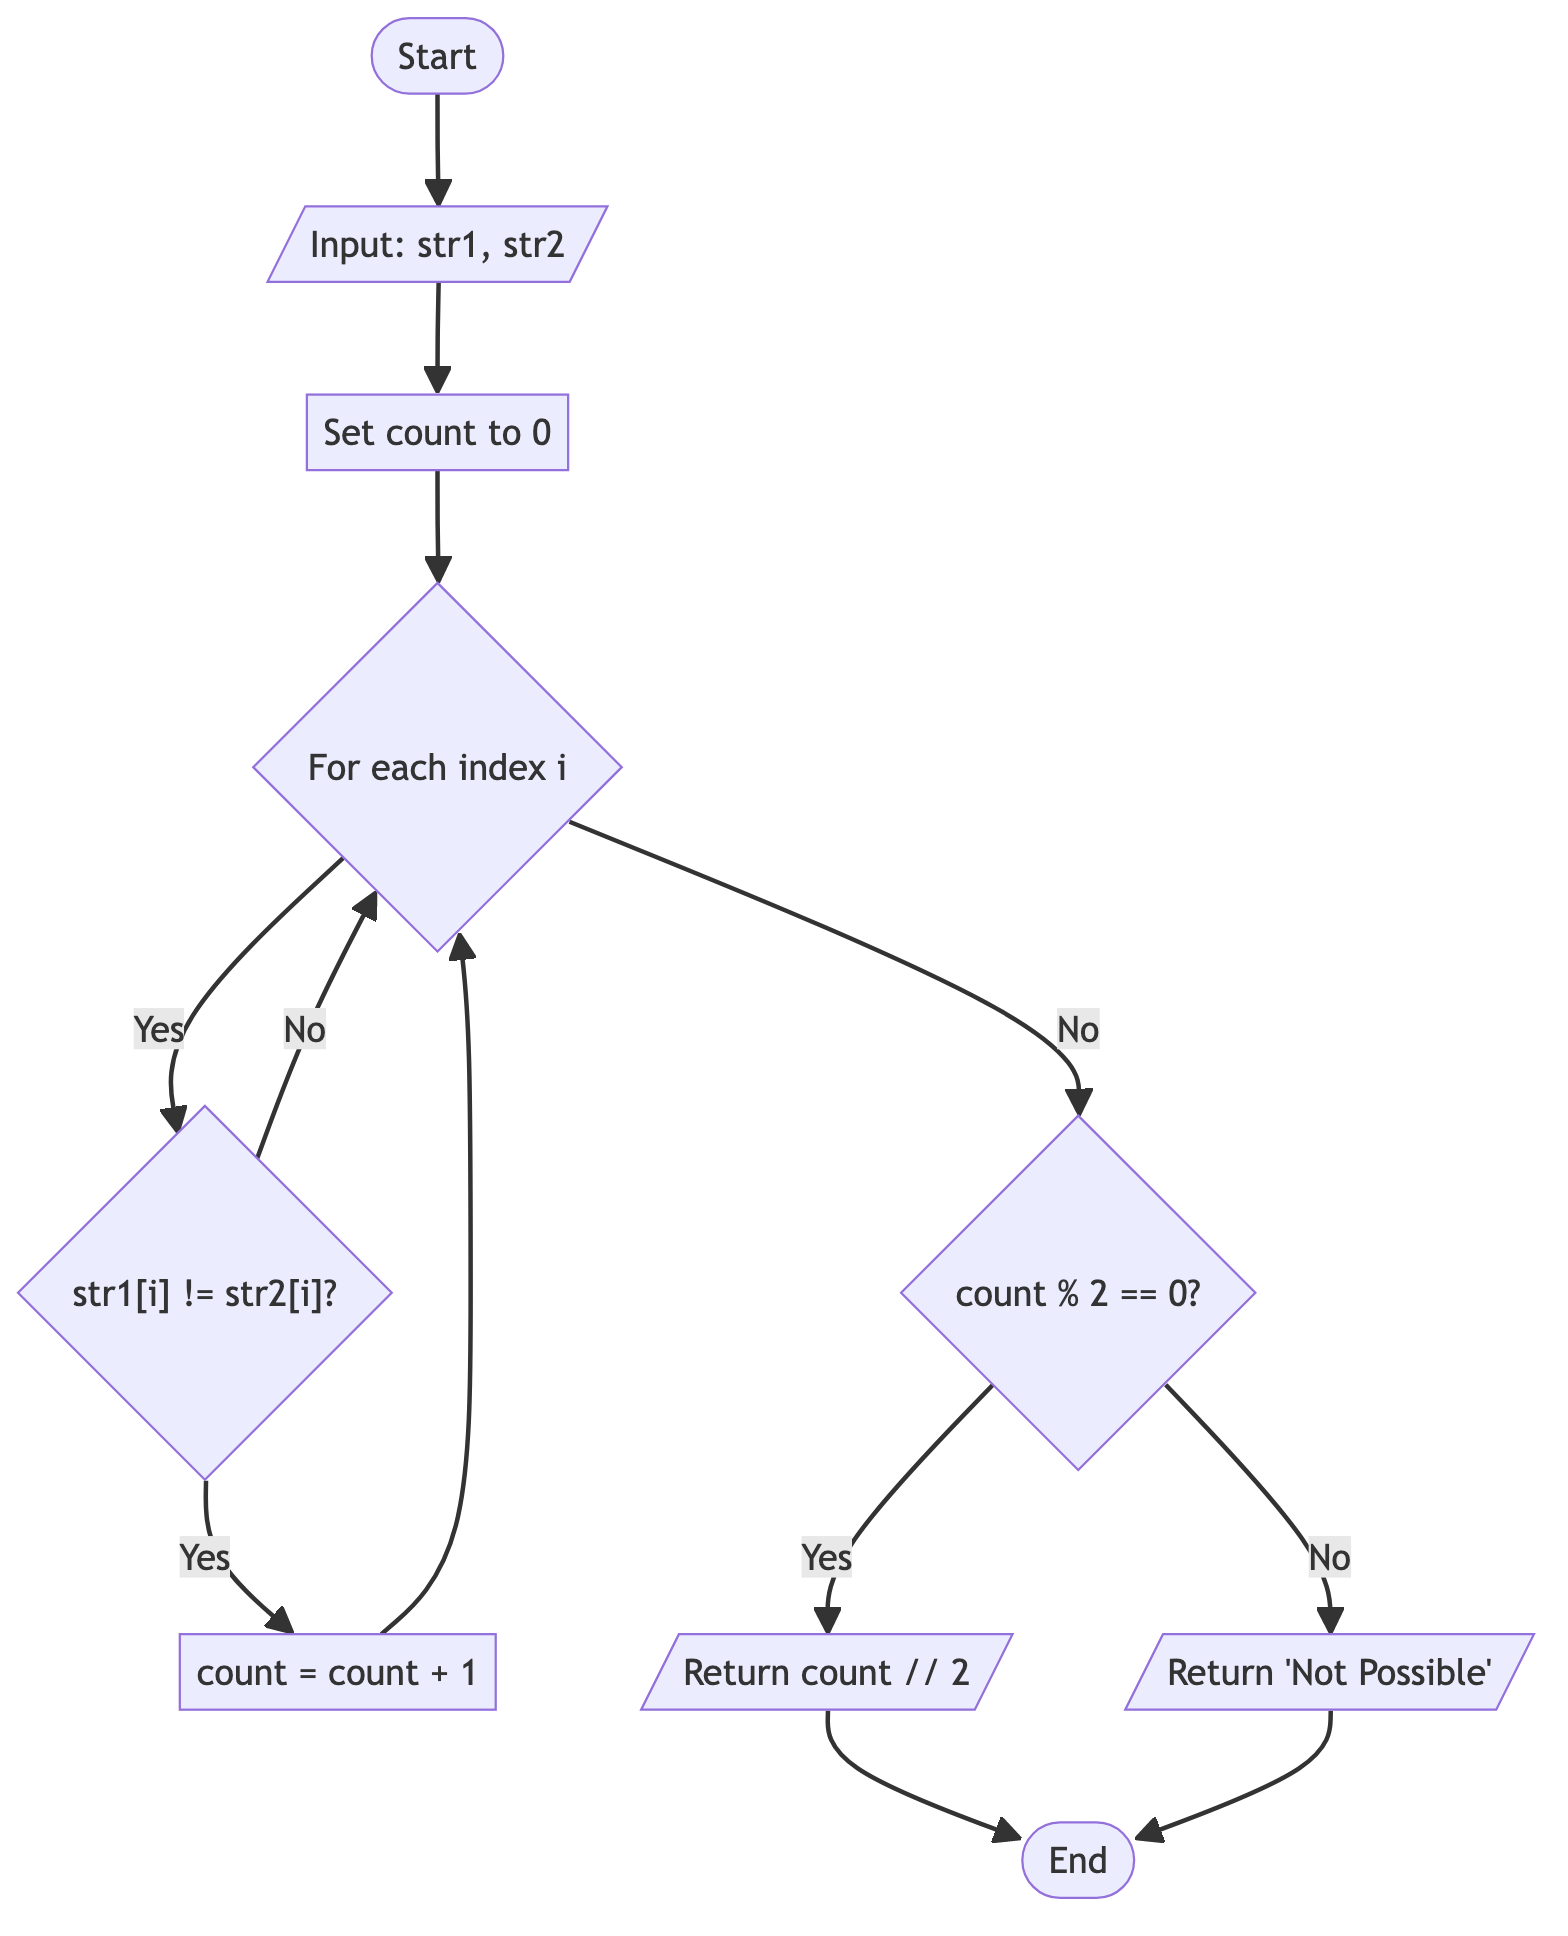 Start
Input: str1, str2
Set count to 0
For each index i
Yes
No
No
str1[i] != str2[i]?
count % 2 == 0?
Yes
Yes
No
count = count + 1
Return count // 2
Return 'Not Possible'
End